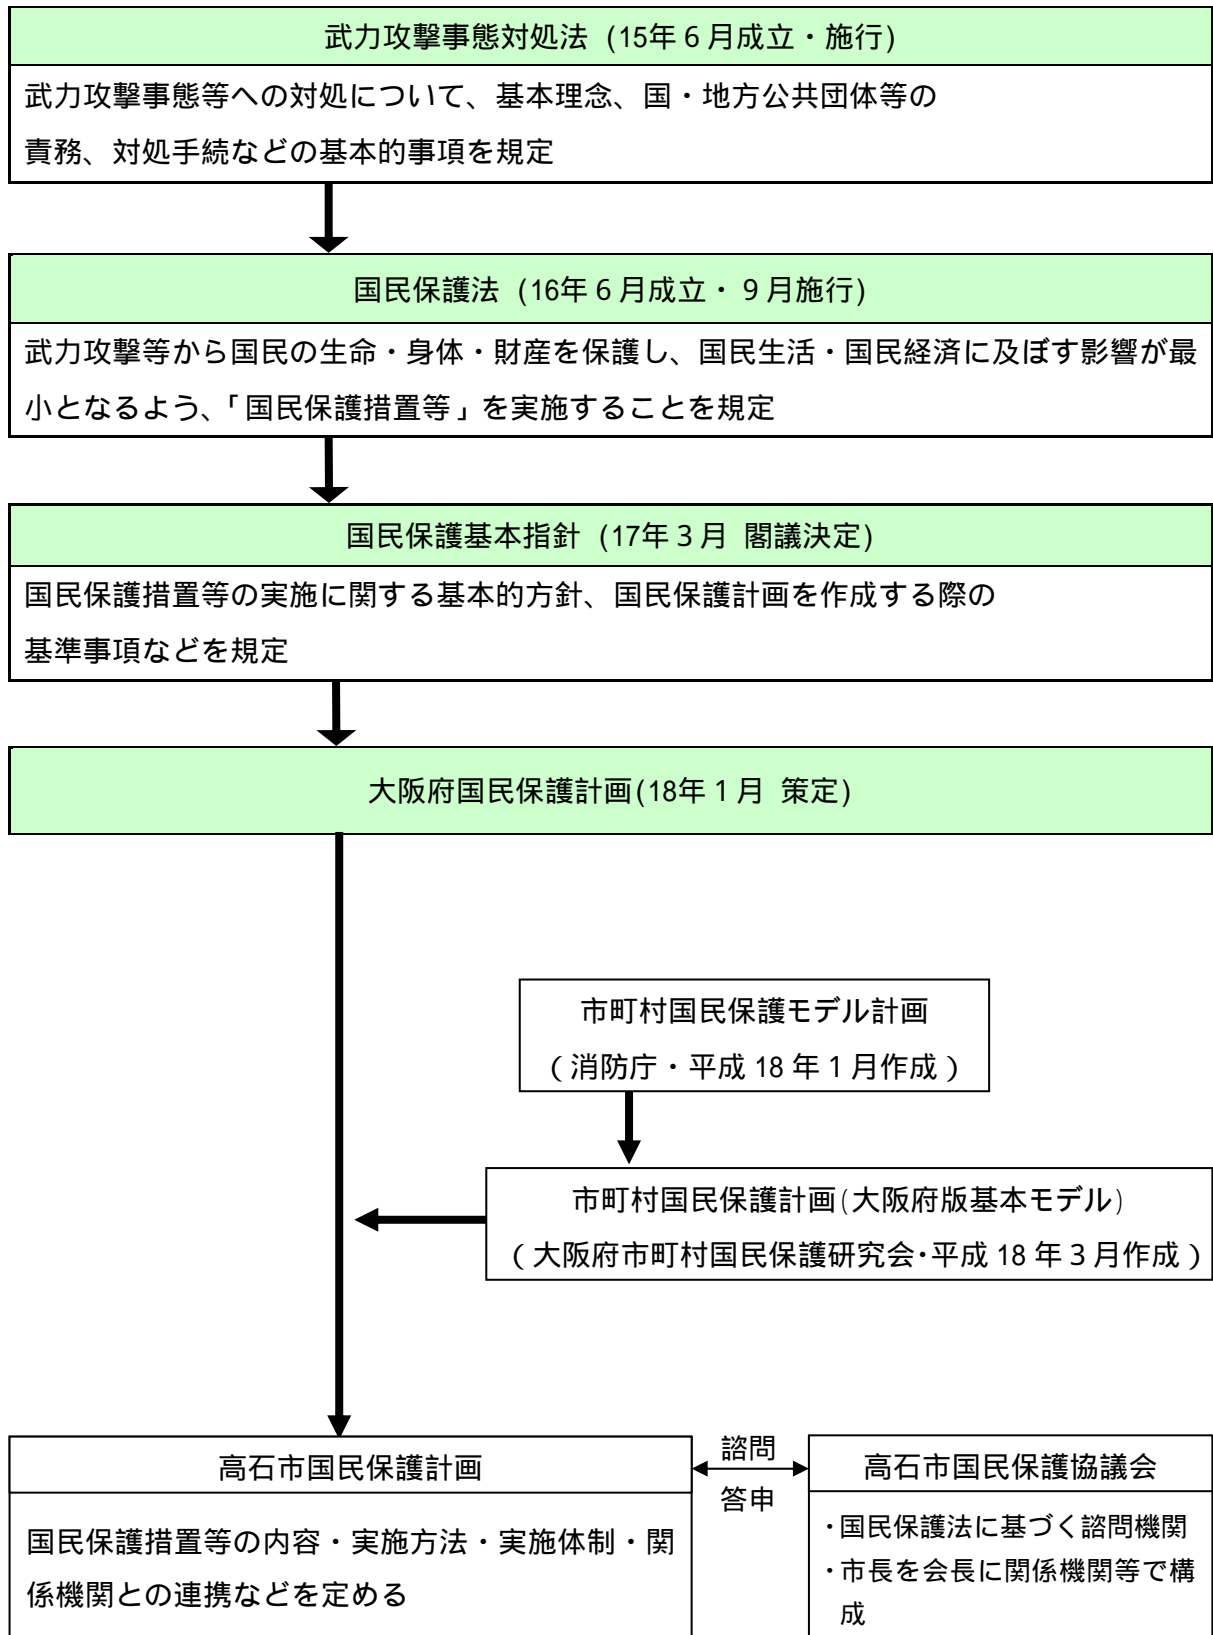 武力攻撃事態対処法 (15年６月成立・施行)
武力攻撃事態等への対処について、基本理念、国・地方公共団体等の
責務、対処手続などの基本的事項を規定
国民保護法 (16年６月成立・９月施行)
武力攻撃等から国民の生命・身体・財産を保護し、国民生活・国民経済に及ぼす影響が最
小となるよう、「国民保護措置等」を実施することを規定
国民保護基本指針 (17年３月 閣議決定)
国民保護措置等の実施に関する基本的方針、国民保護計画を作成する際の
基準事項などを規定
大阪府国民保護計画(18年１月 策定)
市町村国民保護モデル計画
（消防庁・平成 18 年１月作成）
市町村国民保護計画(大阪府版基本モデル)
（大阪府市町村国民保護研究会・平成 18 年３月作成）
高石市国民保護計画
国民保護措置等の内容・実施方法・実施体制・関
係機関との連携などを定める
諮問
答申
高石市国民保護協議会
・国民保護法に基づく諮問機関
・市長を会長に関係機関等で構
成